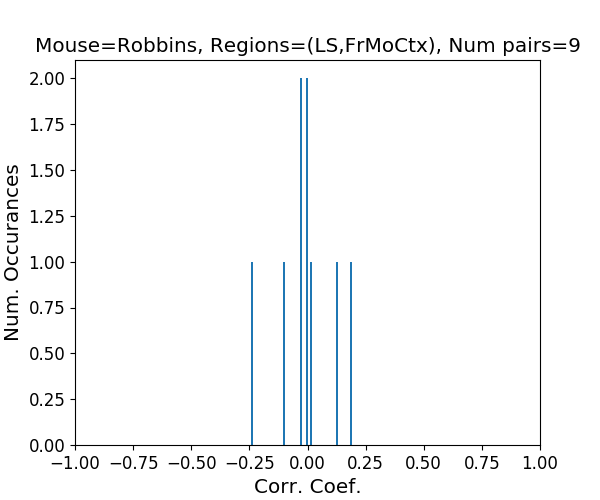 Mouse=Robbins, Regions=(LS,FrMoCtx), Num pairs=9
2.00
1.75
1.50
1.25
1.00
0.75
0.50
0.25
0.00
Num. Occurances
−1.00 −0.75 −0.50 −0.25 0.00 0.25 0.50 0.75 1.00
Corr. Coef.